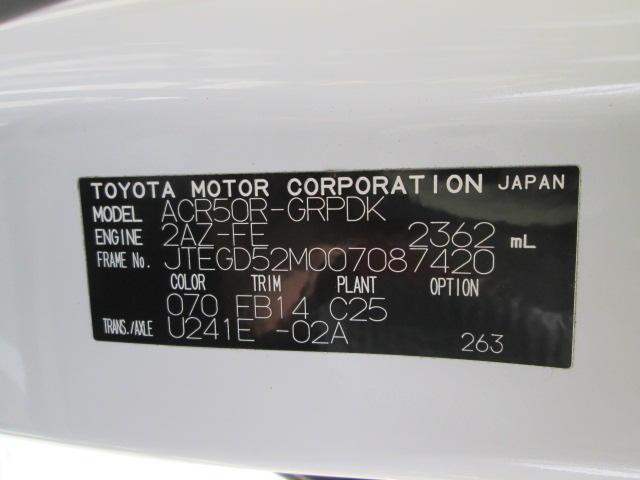 TOYOTA MOTOR CORPORATION JAPAN
MODEL ACR50R-GRPDK
ENGINE 2AZ-FE 2362 mL
FRAME No. JTEGD52M007087420
COLOR TRIM PLANT OPTION
070 EB14 C25
TRANS./AXLE U241E -02A 263